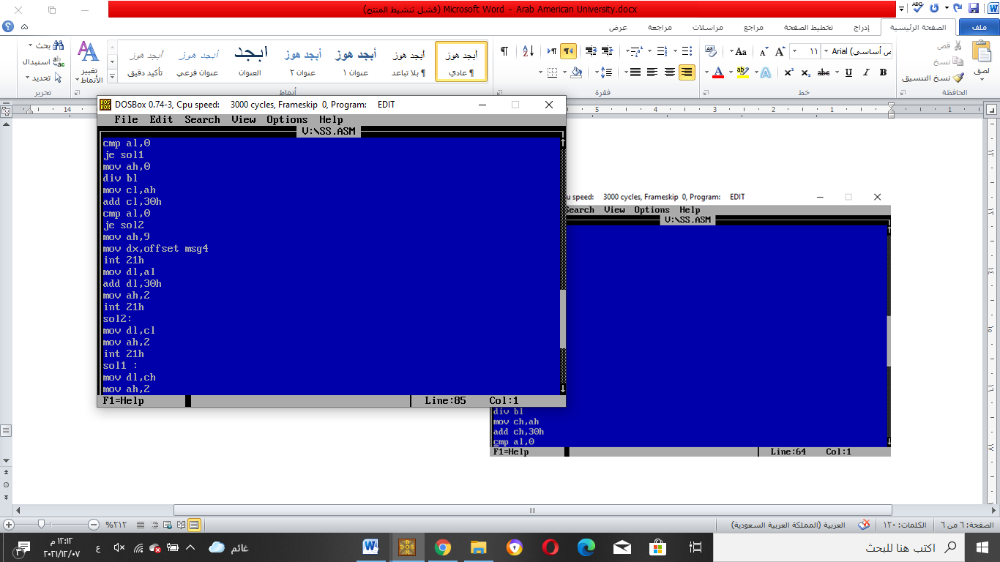 Microsoft Word - Arab American University.docx (فشل تنشيط المنتج)
ملف
الصفحة الرئيسية
إدراج
تخطيط الصفحة
مراجع
مراسلات
مراجعة
عرض
لصق
قص
نسخ
نسخ التنسيق
الحافظة
Arial (ص أساسي)
١١
خط
فقرة
أبجد هوز
¶ عادي
أبجد هوز
¶ بلا تباعد
أبجد هوز
عنوان ١
أبجد هوز
عنوان ٢
ابجد
العنوان
أبجد هوز
عنوان فرعي
أبجد هوز
تأكيد دقيق
تغيير الأنماط
أنماط
بحث
استبدال
تحديد
تحرير
DOSBox 0.74-3, Cpu speed: 3000 cycles, Frameskip 0, Program: EDIT
File Edit Search View Options Help
V:\SS.ASM
cmp al,0
je sol1
mov ah,0
div bl
mov cl,ah
add cl,30h
cmp al,0
je sol2
mov ah,9
mov dx,offset msg4
int 21h
mov dl,al
add dl,30h
mov ah,2
int 21h
sol2:
mov dl,cl
mov ah,2
int 21h
sol1 :
mov dl,ch
mov ah,2
F1=Help Line:85 Col:1
speed: 3000 cycles, Frameskip 0, Program: EDIT
Search View Options Help
V:\SS.ASM
div bl
mov ch,ah
add ch,30h
cmp al,0
F1=Help Line:64 Col:1
الصفحة: ٦ من ٦
الكلمات: ١٢٠
العربية (المملكة العربية السعودية)
٢١٢%
اكتب هنا للبحث
غائم
ع
١٢:١٢ م
٢٠٢١/١٢/٠٧
٣